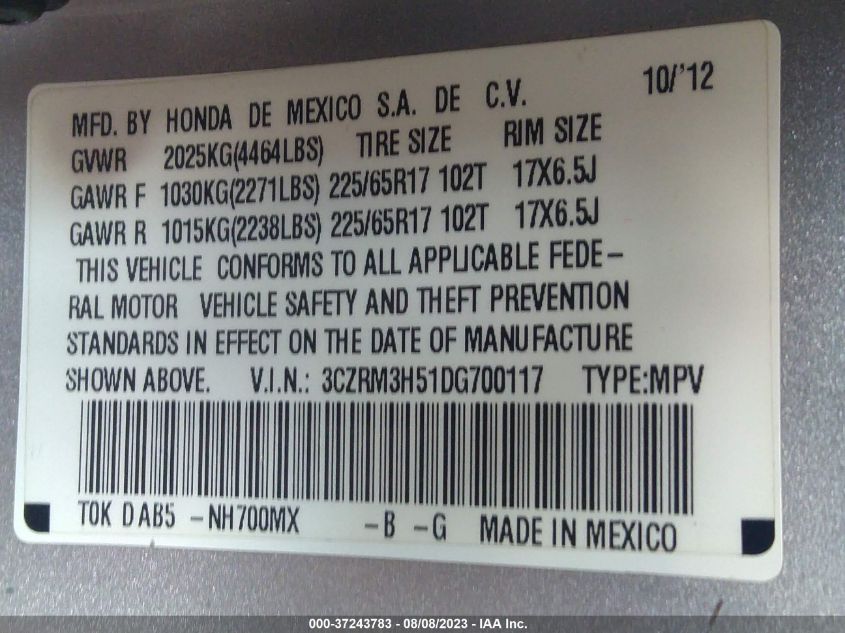 10/'12
MFD. BY HONDA DE MEXICO S.A. DE C.V.
GVWR 2025KG(4464LBS) TIRE SIZE RIM SIZE
GAWR F 1030KG(2271LBS) 225/65R17 102T 17X6.5J
GAWR R 1015KG(2238LBS) 225/65R17 102T 17X6.5J
THIS VEHICLE CONFORMS TO ALL APPLICABLE FEDE-
RAL MOTOR VEHICLE SAFETY AND THEFT PREVENTION
STANDARDS IN EFFECT ON THE DATE OF MANUFACTURE
SHOWN ABOVE. V.I.N.: 3CZRM3H51DG700117 TYPE:MPV
T0K D AB5 -NH700MX -B -G MADE IN MEXICO
000-37243783 - 08/08/2023 - IAA Inc.